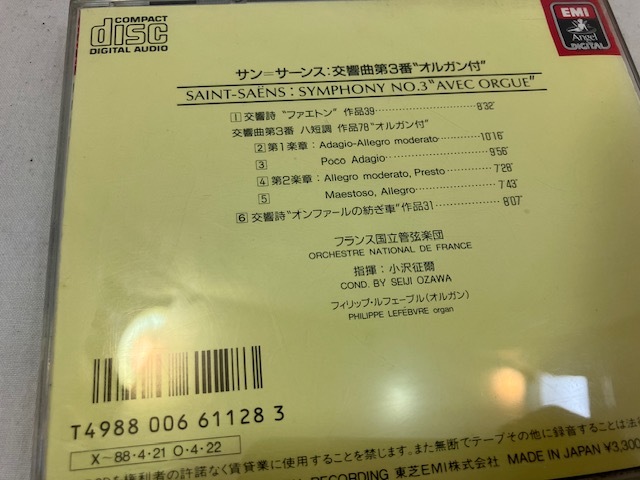 COMPACT
disc
DIGITAL AUDIO
EMI
Angel
DIGITAL
サン=サーンス:交響曲第3番"オルガン付"
SAINT-SAËNS : SYMPHONY NO.3 "AVEC ORGUE"
1 交響詩 "ファエトン" 作品39 8'32"
交響曲第3番 ハ短調 作品78 "オルガン付"
2 第1楽章 : Adagio-Allegro moderato 10'16"
3 Poco Adagio 9'56"
4 第2楽章 : Allegro moderato, Presto 7'28"
5 Maestoso, Allegro 7'43"
6 交響詩"オンファールの紡ぎ車"作品31 8'07"
フランス国立管弦楽団
ORCHESTRE NATIONAL DE FRANCE
指揮 : 小沢征爾
COND. BY SEIJI OZAWA
フィリップ・ルフェーブル(オルガン)
PHILIPPE LEFÈBVRE organ
T4988 006 61128 3
X-88・4・21 O・4・22
権利者の許諾なく賃貸業に使用することを禁じます。また無断でテープその他に録音することは法
RECORDING 東芝EMI株式会社 MADE IN JAPAN ¥3,300